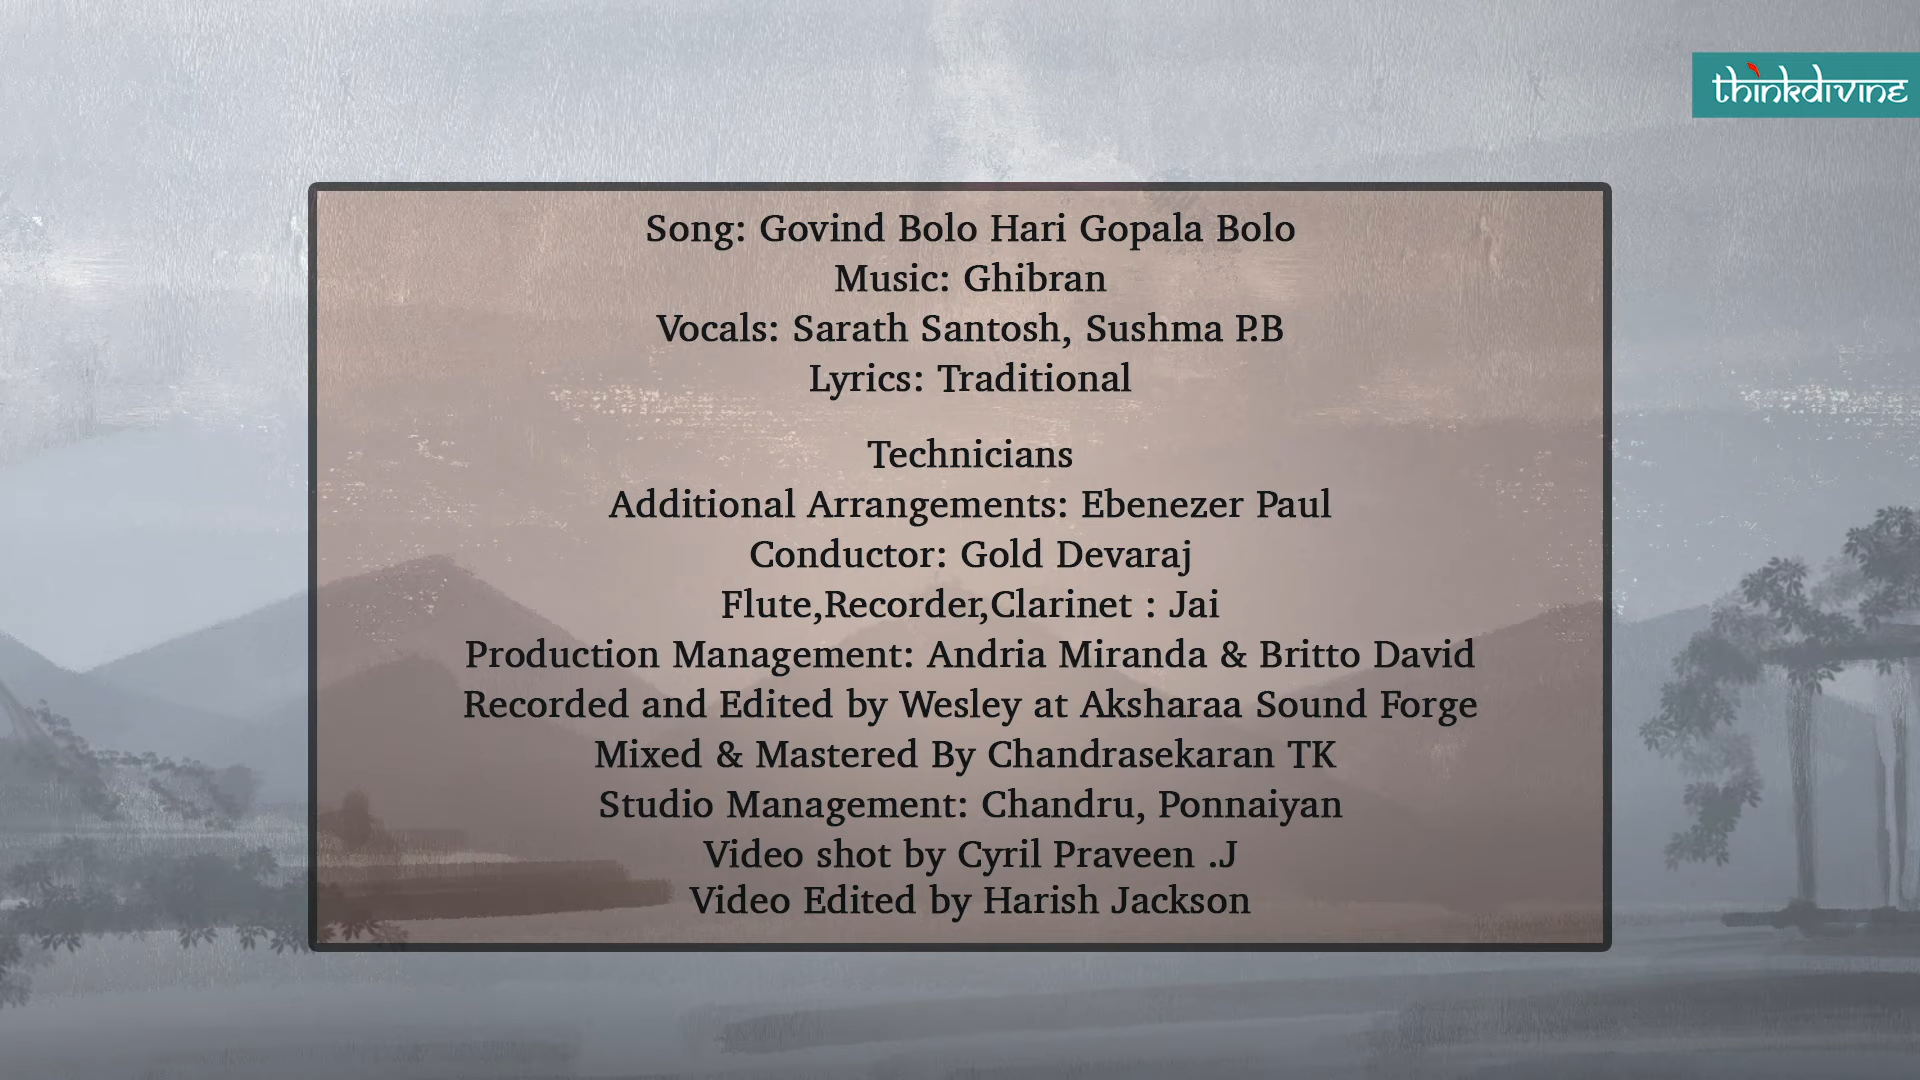 thinkdivine
Song: Govind Bolo Hari Gopala Bolo
Music: Ghibran
Vocals: Sarath Santosh, Sushma P.B
Lyrics: Traditional
Technicians
Additional Arrangements: Ebenezer Paul
Conductor: Gold Devaraj
Flute,Recorder,Clarinet : Jai
Production Management: Andria Miranda & Britto David
Recorded and Edited by Wesley at Aksharaa Sound Forge
Mixed & Mastered By Chandrasekaran TK
Studio Management: Chandru, Ponnaiyan
Video shot by Cyril Praveen .J
Video Edited by Harish Jackson